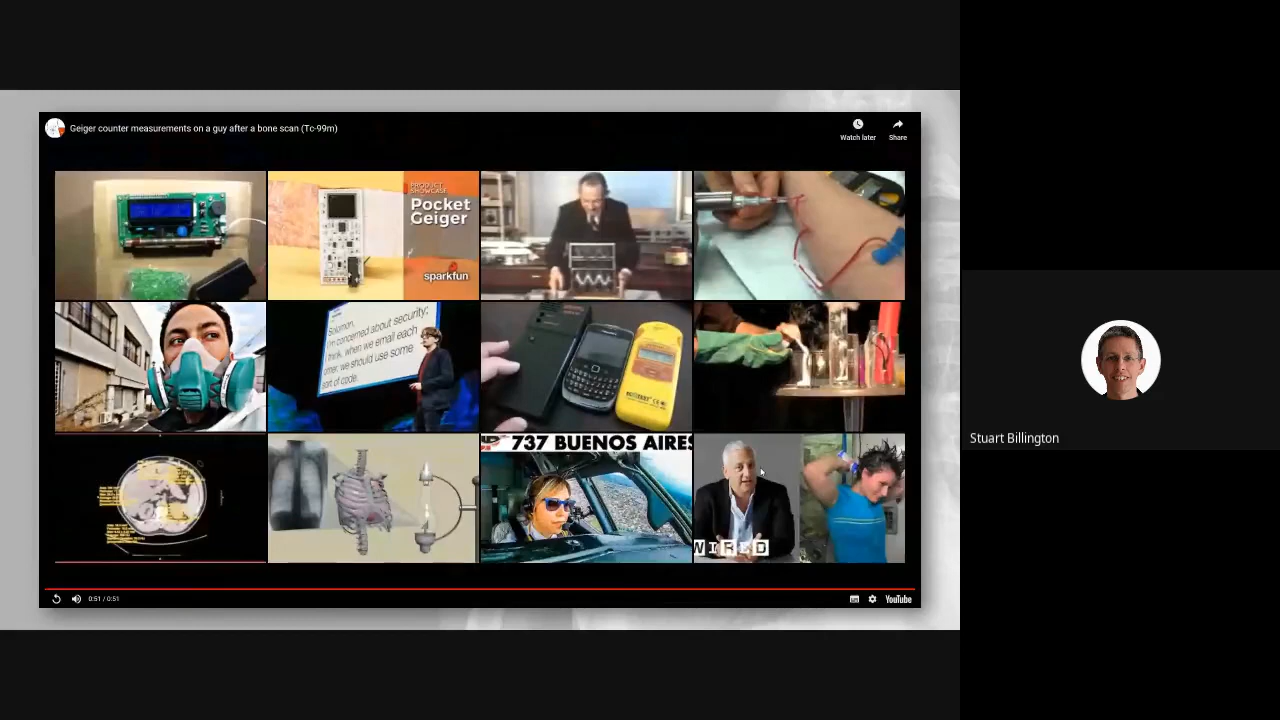 Geiger counter measurements on a guy after a bone scan (Tc-99m)
Watch later
Share
PRODUCT
SHOWCASE
Pocket
Geiger
sparkfun
Solomon,
I'm concerned about security;
I think, when we email each
other, we should use some
sort of code.
737 BUENOS AIRES
WIRED
Stuart Billington
0:51 / 0:51
YouTube